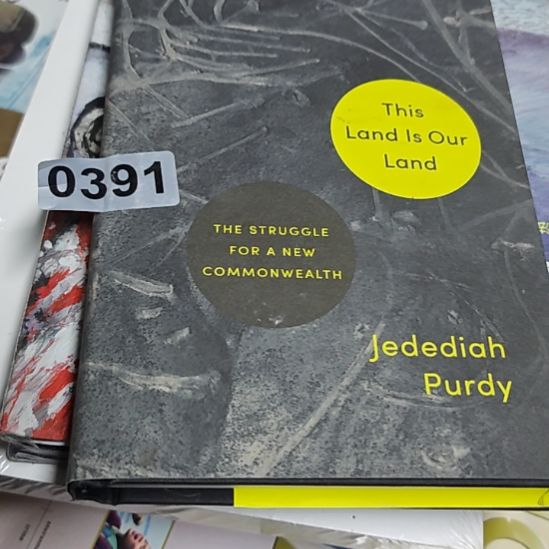 This
Land Is Our
Land
0391
THE STRUGGLE
FOR A NEW
COMMONWEALTH
Jedediah
Purdy